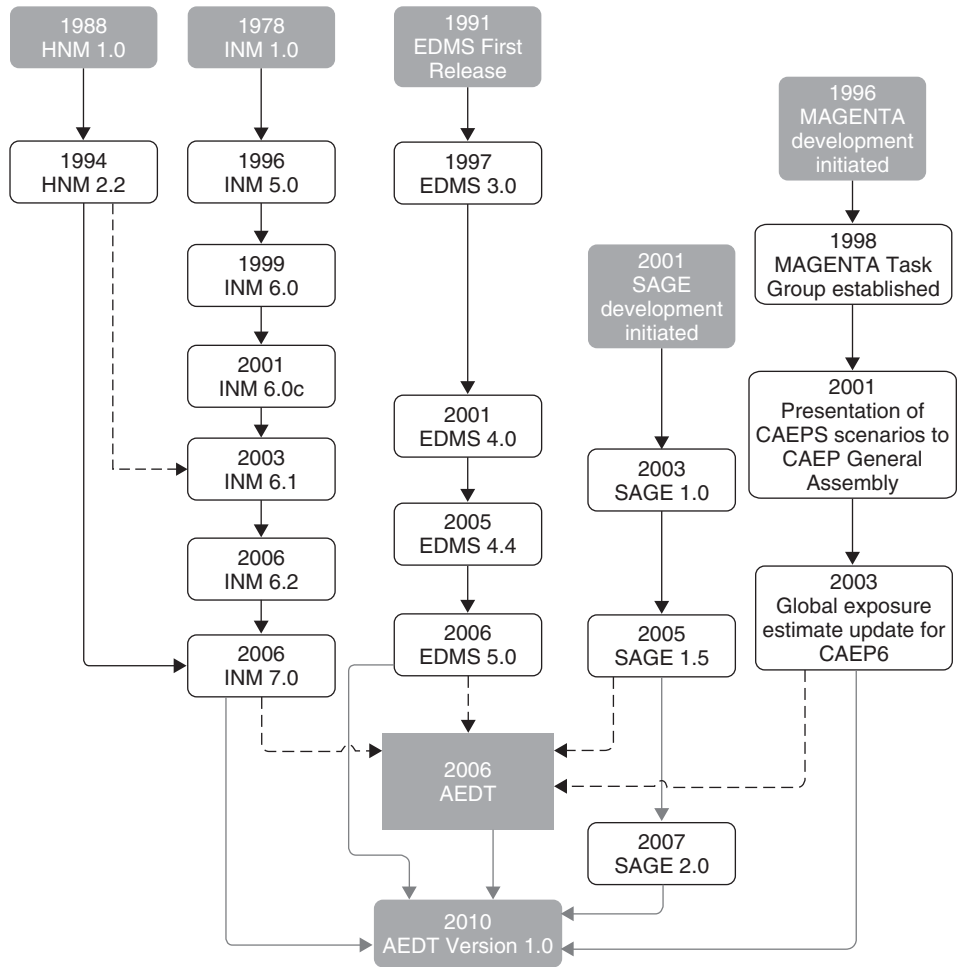 1988
HNM 1.0
1978
INM 1.0
1991
EDMS First
Release
1996
MAGENTA
development
initiated
1994
HNM 2.2
1996
INM 5.0
1997
EDMS 3.0
1998
MAGENTA Task
Group established
1999
INM 6.0
2001
SAGE
development
initiated
2001
INM 6.0c
2001
EDMS 4.0
2001
Presentation of
CAEPS scenarios to
CAEP General
Assembly
2003
INM 6.1
2003
SAGE 1.0
2005
EDMS 4.4
2006
INM 6.2
2003
Global exposure
estimate update for
CAEP6
2006
INM 7.0
2006
EDMS 5.0
2005
SAGE 1.5
2006
AEDT
2007
SAGE 2.0
2010
AEDT Version 1.0